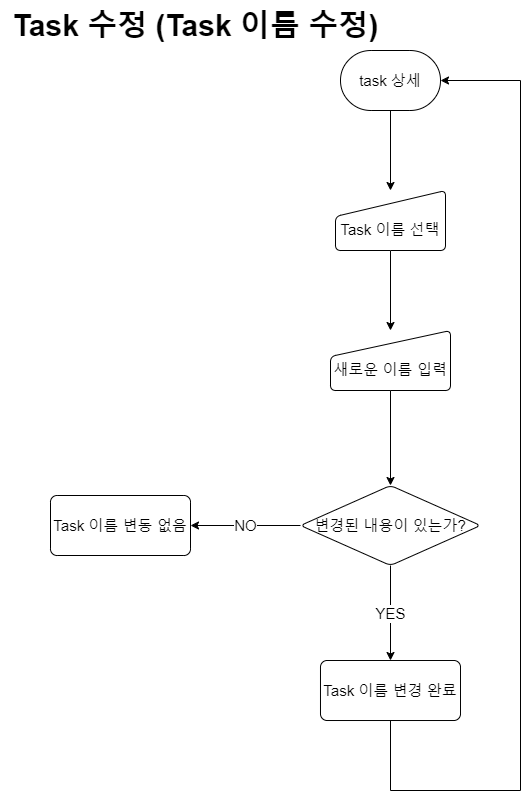 Task 수정 (Task 이름 수정)
task 상세
Task 이름 선택
새로운 이름 입력
변경된 내용이 있는가?
NO
Task 이름 변동 없음
YES
Task 이름 변경 완료